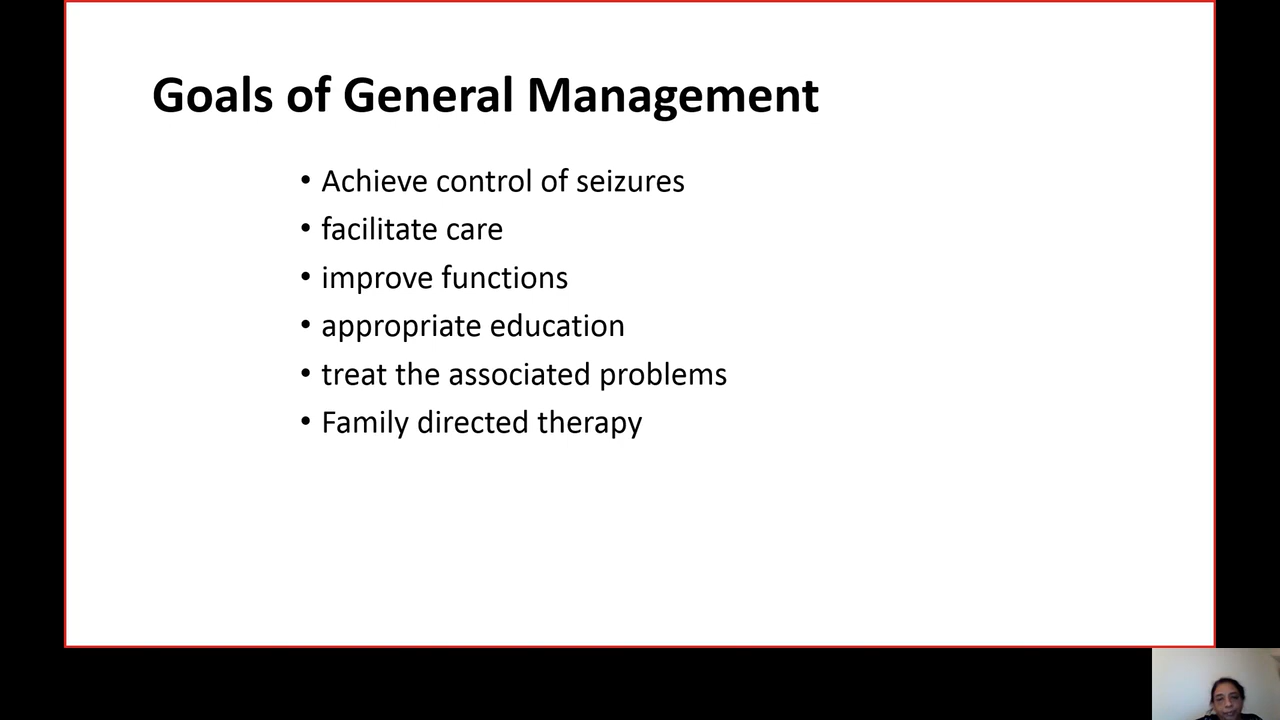 Goals of General Management
• Achieve control of seizures
• facilitate care
• improve functions
• appropriate education
• treat the associated problems
• Family directed therapy